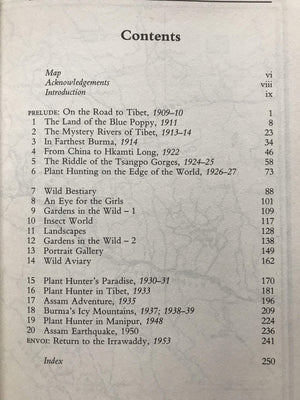 Contents
Map vi
Acknowledgements viii
Introduction ix
PRELUDE: On the Road to Tibet, 1909–10 1
1 The Land of the Blue Poppy, 1911 8
2 The Mystery Rivers of Tibet, 1913–14 23
3 In Farthest Burma, 1914 34
4 From China to Hkamti Long, 1922 46
5 The Riddle of the Tsangpo Gorges, 1924–25 58
6 Plant Hunting on the Edge of the World, 1926–27 73
7 Wild Bestiary 88
8 An Eye for the Girls 101
9 Gardens in the Wild – 1 109
10 Insect World 117
11 Landscapes 128
12 Gardens in the Wild – 2 138
13 Portrait Gallery 149
14 Wild Aviary 162
15 Plant Hunter's Paradise, 1930–31 170
16 Plant Hunter in Tibet, 1933 181
17 Assam Adventure, 1935 196
18 Burma's Icy Mountains, 1937; 1938–39 209
19 Plant Hunter in Manipur, 1948 224
20 Assam Earthquake, 1950 236
ENVOI: Return to the Irrawaddy, 1953 241
Index 250